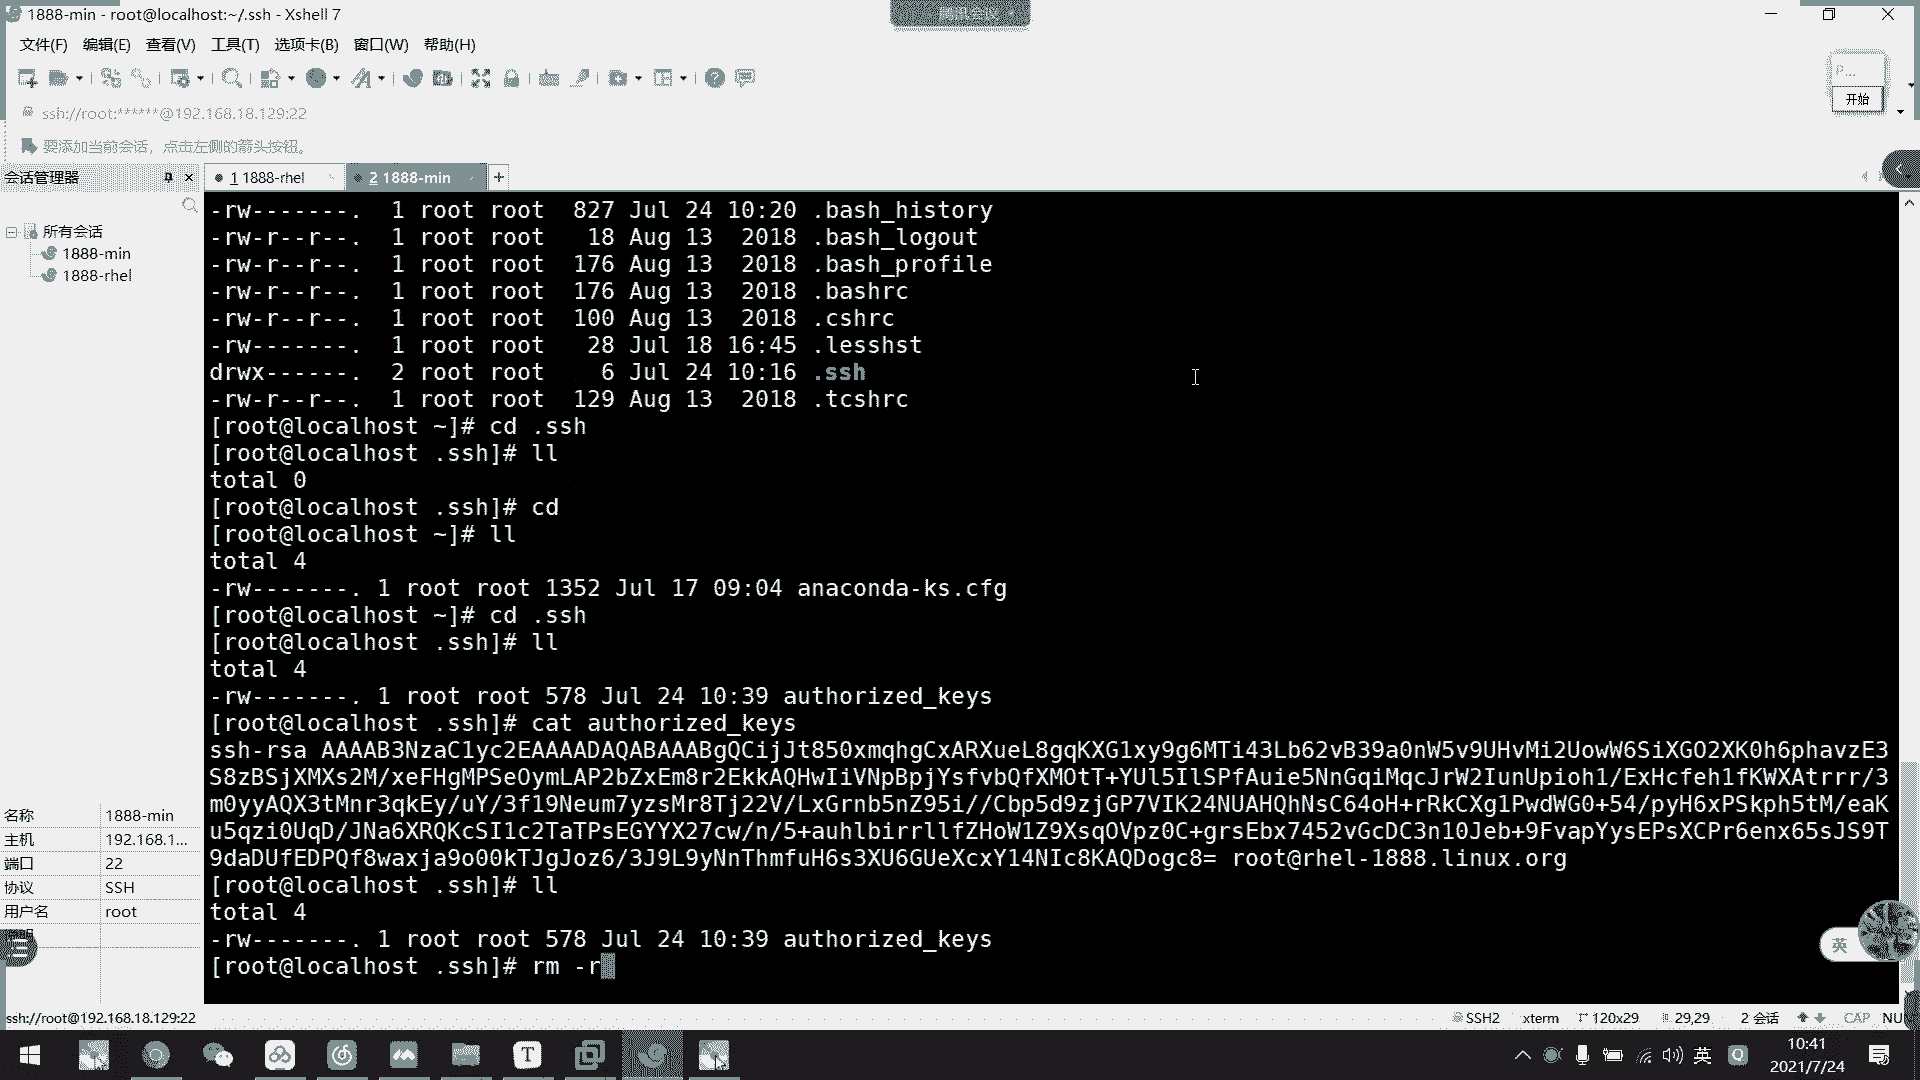 1888-min - root@localhost:~/.ssh - Xshell 7
腾讯会议
文件(F) 编辑(E) 查看(V) 工具(T) 选项卡(B) 窗口(W) 帮助(H)
P...
开始
ssh://root:******@192.168.18.129:22
要添加当前会话，点击左侧的箭头按钮。
会话管理器
1 1888-rhel
2 1888-min
所有会话
1888-min
1888-rhel
-rw-------. 1 root root 827 Jul 24 10:20 .bash_history
-rw-r--r--. 1 root root 18 Aug 13 2018 .bash_logout
-rw-r--r--. 1 root root 176 Aug 13 2018 .bash_profile
-rw-r--r--. 1 root root 176 Aug 13 2018 .bashrc
-rw-r--r--. 1 root root 100 Aug 13 2018 .cshrc
-rw-------. 1 root root 28 Jul 18 16:45 .lesshst
drwx------. 2 root root 6 Jul 24 10:16 .ssh
-rw-r--r--. 1 root root 129 Aug 13 2018 .tcshrc
[root@localhost ~]# cd .ssh
[root@localhost .ssh]# ll
total 0
[root@localhost .ssh]# cd
[root@localhost ~]# ll
total 4
-rw-------. 1 root root 1352 Jul 17 09:04 anaconda-ks.cfg
[root@localhost ~]# cd .ssh
[root@localhost .ssh]# ll
total 4
-rw-------. 1 root root 578 Jul 24 10:39 authorized_keys
[root@localhost .ssh]# cat authorized_keys
ssh-rsa AAAAB3NzaC1yc2EAAAADAQABAAABgQCijJt850xmqhgCxARXueL8gqKXG1xy9g6MTi43Lb62vB39a0nW5v9UHvMi2UowW6SiXGO2XK0h6phavzE3
S8zBSjXMXs2M/xeFHgMPSeOymLAP2bZxEm8r2EkkAQHwIiVNpBpjYsfvbQfXMOtT+YUl5IlSPfAuie5NnGqiMqcJrW2IunUpioh1/ExHcfeh1fKWXAtrrr/3
m0yyAQX3tMnr3qkEy/uY/3f19Neum7yzsMr8Tj22V/LxGrnb5nZ95i//Cbp5d9zjGP7VIK24NUAHQhNsC64oH+rRkCXg1PwdWG0+54/pyH6xPSkph5tM/eaK
u5qzi0UqD/JNa6XRQKcSI1c2TaTPsEGYYX27cw/n/5+auhlbirrllfZHoW1Z9XsqOVpz0C+grsEbx7452vGcDC3n10Jeb+9FvapYysEPsXCPr6enx65sJS9T
9daDUfEDPQf8waxja9o00kTJgJoz6/3J9L9yNnThmfuH6s3XU6GUeXcxY14NIc8KAQDogc8= root@rhel-1888.linux.org
[root@localhost .ssh]# ll
total 4
-rw-------. 1 root root 578 Jul 24 10:39 authorized_keys
[root@localhost .ssh]# rm -r
名称 1888-min
主机 192.168.1...
端口 22
协议 SSH
用户名 root
英
ssh://root@192.168.18.129:22
SSH2 xterm 120x29 29,29 2 会话 CAP NUM
英
10:41
2021/7/24